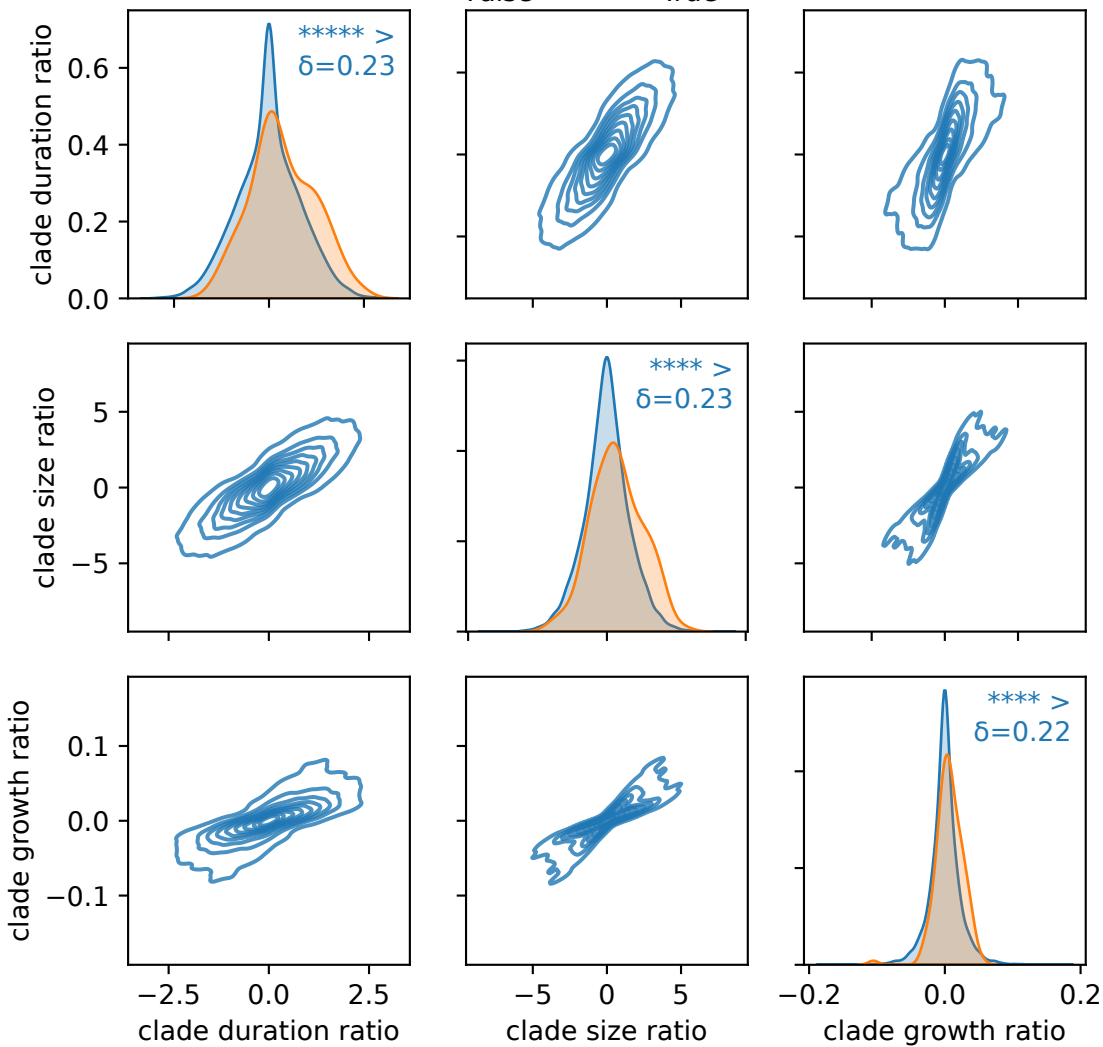 clade duration ratio
0.6
0.4
0.2
0.0
***** >
δ=0.23
clade size ratio
5
0
−5
**** >
δ=0.23
clade growth ratio
0.1
0.0
−0.1
**** >
δ=0.22
−2.5 0.0 2.5
−5 0 5
−0.2 0.0 0.2
clade duration ratio
clade size ratio
clade growth ratio